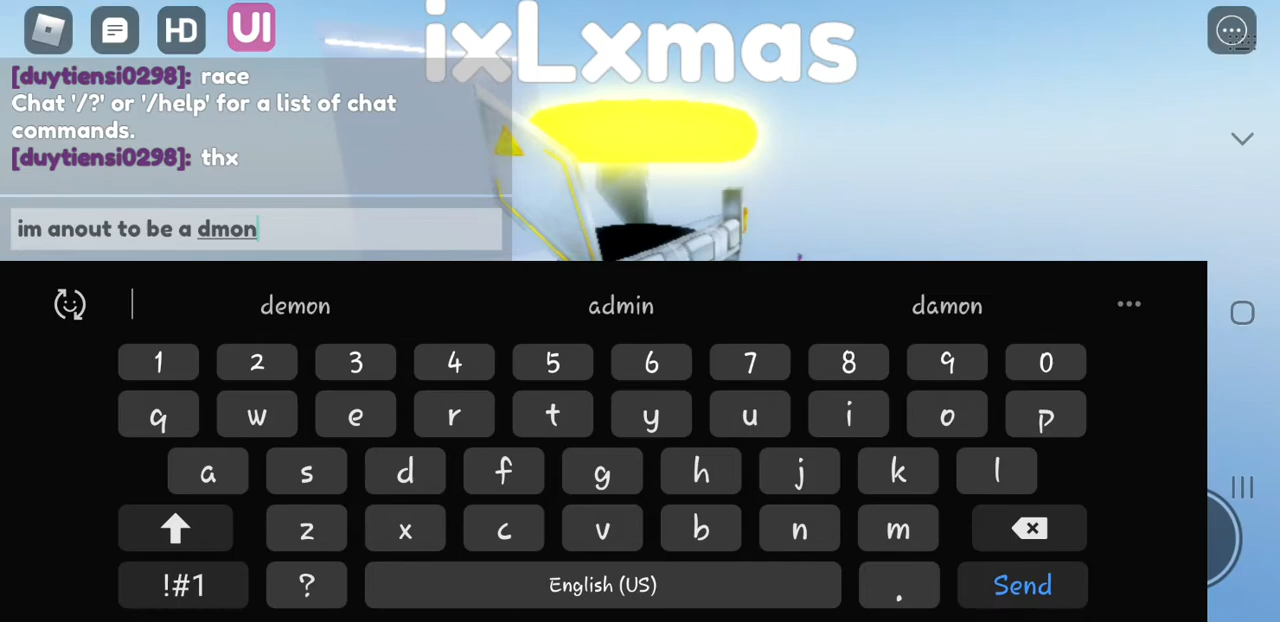 HD
UI
ixLxmas
[duytiensi0298]: race
Chat '/?' or '/help' for a list of chat
commands.
[duytiensi0298]: thx
im anout to be a dmon
demon admin damon
1 2 3 4 5 6 7 8 9 0
q w e r t y u i o p
a s d f g h j k l
z x c v b n m
!#1 ? English (US) . Send